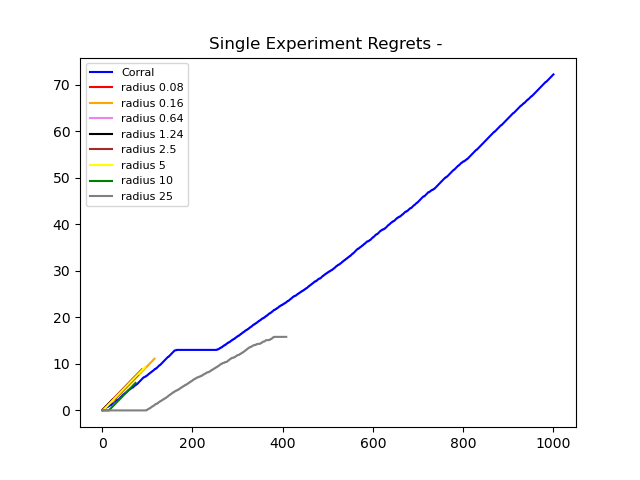 Single Experiment Regrets -
Corral
radius 0.08
radius 0.16
radius 0.64
radius 1.24
radius 2.5
radius 5
radius 10
radius 25
70
60
50
40
30
20
10
0
0 200 400 600 800 1000